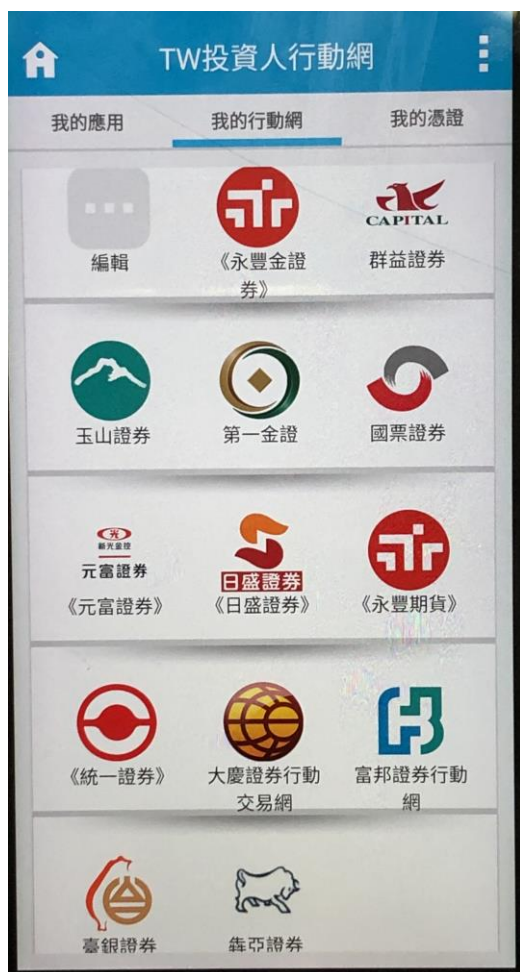 TW投資人行動網
我的應用 我的行動網 我的憑證
CAPITAL
編輯 《永豐金證 群益證券
券》
玉山證券 第一金證 國票證券
新光金控
元富證券 日盛證券
《元富證券》 《日盛證券》 《永豐期貨》
《統一證券》 大慶證券行動 富邦證券行動
交易網 網
臺銀證券 犇亞證券